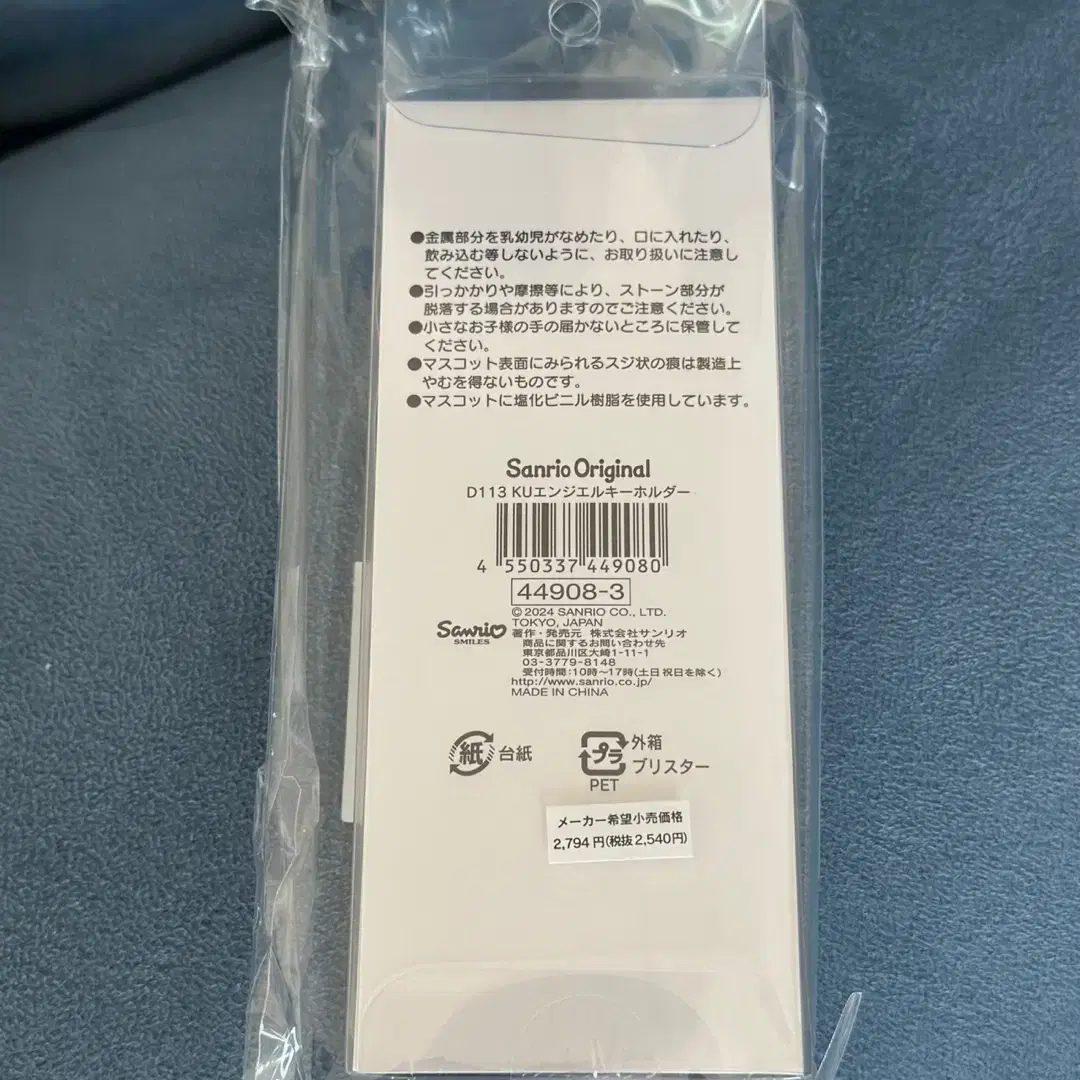 ●金属部分を乳幼児がなめたり、口に入れたり、
飲み込む等しないように、お取り扱いに注意し
てください。
●引っかかりや摩擦等により、ストーン部分が
脱落する場合がありますのでご注意ください。
●小さなお子様の手の届かないところに保管して
ください。
●マスコット表面にみられるスジ状の痕は製造上
やむを得ないものです。
●マスコットに塩化ビニル樹脂を使用しています。
Sanrio Original
D113 KUエンジェルキーホルダー
4 550337 449080
44908-3
© 2024 SANRIO CO., LTD.
TOKYO, JAPAN
Sanrio
SMILES
著作・発売元 株式会社サンリオ
商品に関するお問い合わせ先
東京都品川区大崎1-11-1
03-3779-8148
受付時間:10時～17時(土日祝日を除く)
http://www.sanrio.co.jp/
MADE IN CHINA
紙 台紙
プラ 外箱
ブリスター
PET
メーカー希望小売価格
2,794円(税抜2,540円)